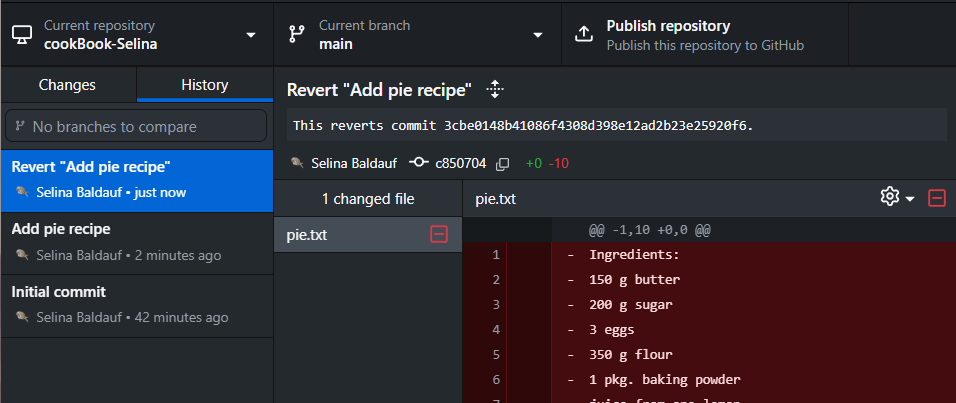 Current repository
cookBook-Selina
Current branch
main
Publish repository
Publish this repository to GitHub
Changes
History
No branches to compare
Revert "Add pie recipe"
Selina Baldauf • just now
Add pie recipe
Selina Baldauf • 2 minutes ago
Initial commit
Selina Baldauf • 42 minutes ago
Revert "Add pie recipe"
This reverts commit 3cbe0148b41086f4308d398e12ad2b23e25920f6.
Selina Baldauf c850704 +0 -10
1 changed file
pie.txt
pie.txt
@@ -1,10 +0,0 @@
1 - Ingredients:
2 - 150 g butter
3 - 200 g sugar
4 - 3 eggs
5 - 350 g flour
6 - 1 pkg. baking powder
7 - juice from one lemon